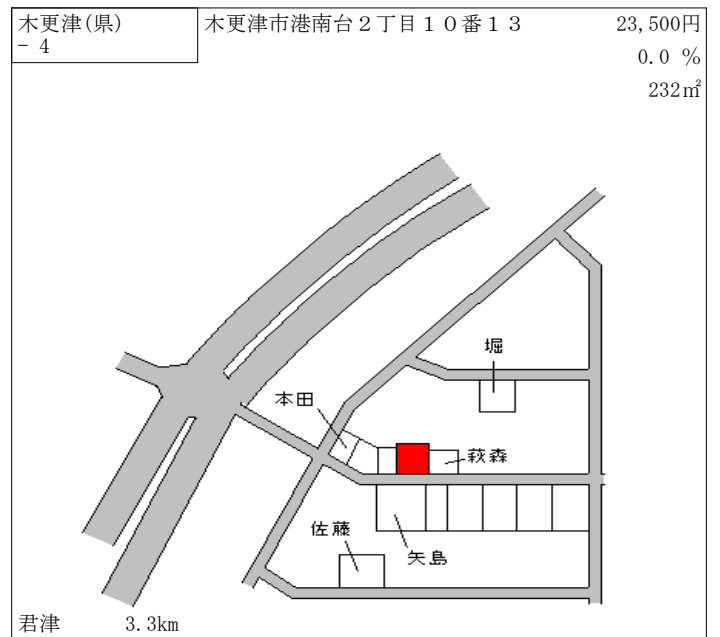 木更津(県)
- 4
木更津市港南台２丁目１０番１３
23,500円
0.0 %
232㎡
堀
本田
萩森
佐藤
矢島
君津 3.3km